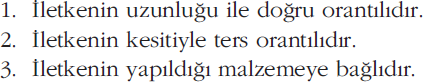 1. İletkenin uzunluğu ile doğru orantılıdır.
2. İletkenin kesitiyle ters orantılıdır.
3. İletkenin yapıldığı malzemeye bağlıdır.